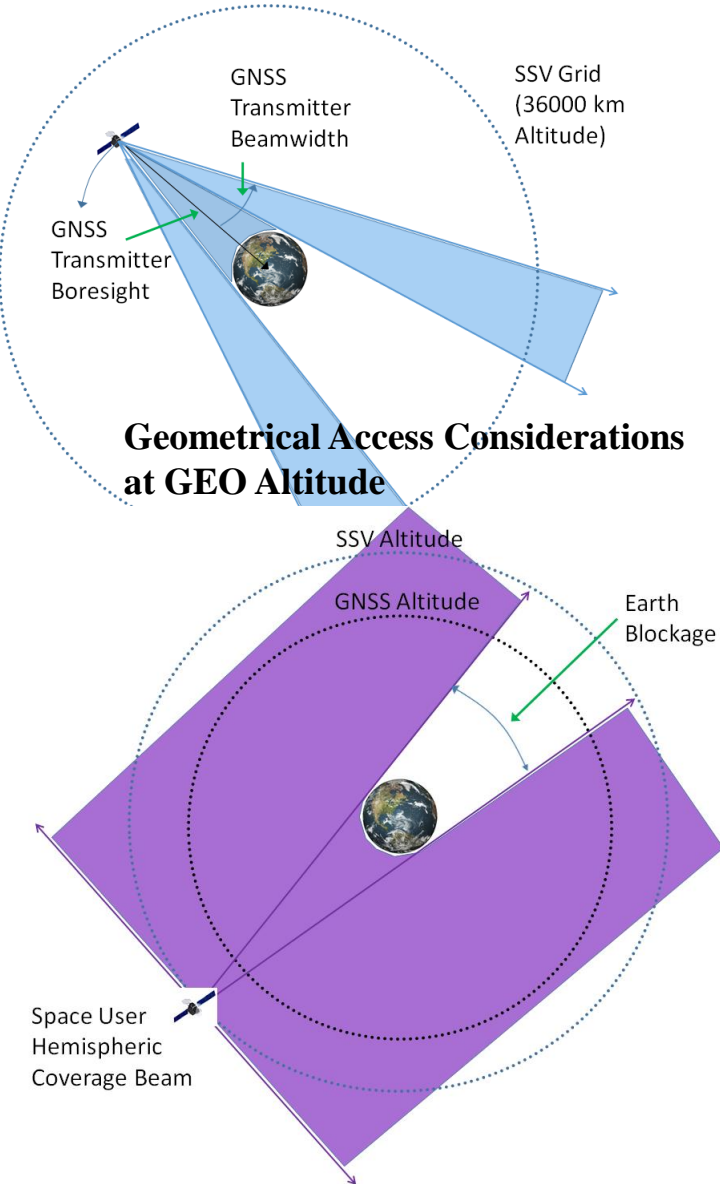 GNSS
Transmitter
Beamwidth
SSV Grid
(36000 km
Altitude)
GNSS
Transmitter
Boresight
Geometrical Access Considerations
at GEO Altitude
SSV Altitude
GNSS Altitude
Earth
Blockage
Space User
Hemispheric
Coverage Beam